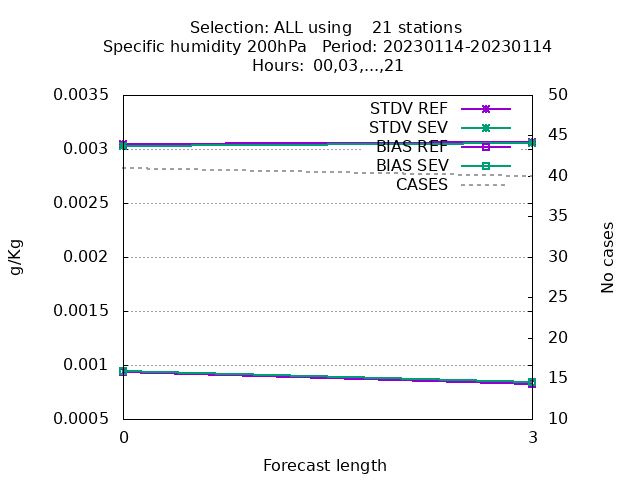 Selection: ALL using    21 stations
Specific humidity 200hPa   Period: 20230114-20230114
Hours:  00,03,...,21
0.0035
0.003
0.0025
0.002
0.0015
0.001
0.0005
g/Kg
STDV REF
STDV SEV
BIAS REF
BIAS SEV
CASES
50
45
40
35
30
25
20
15
10
No cases
0
3
Forecast length